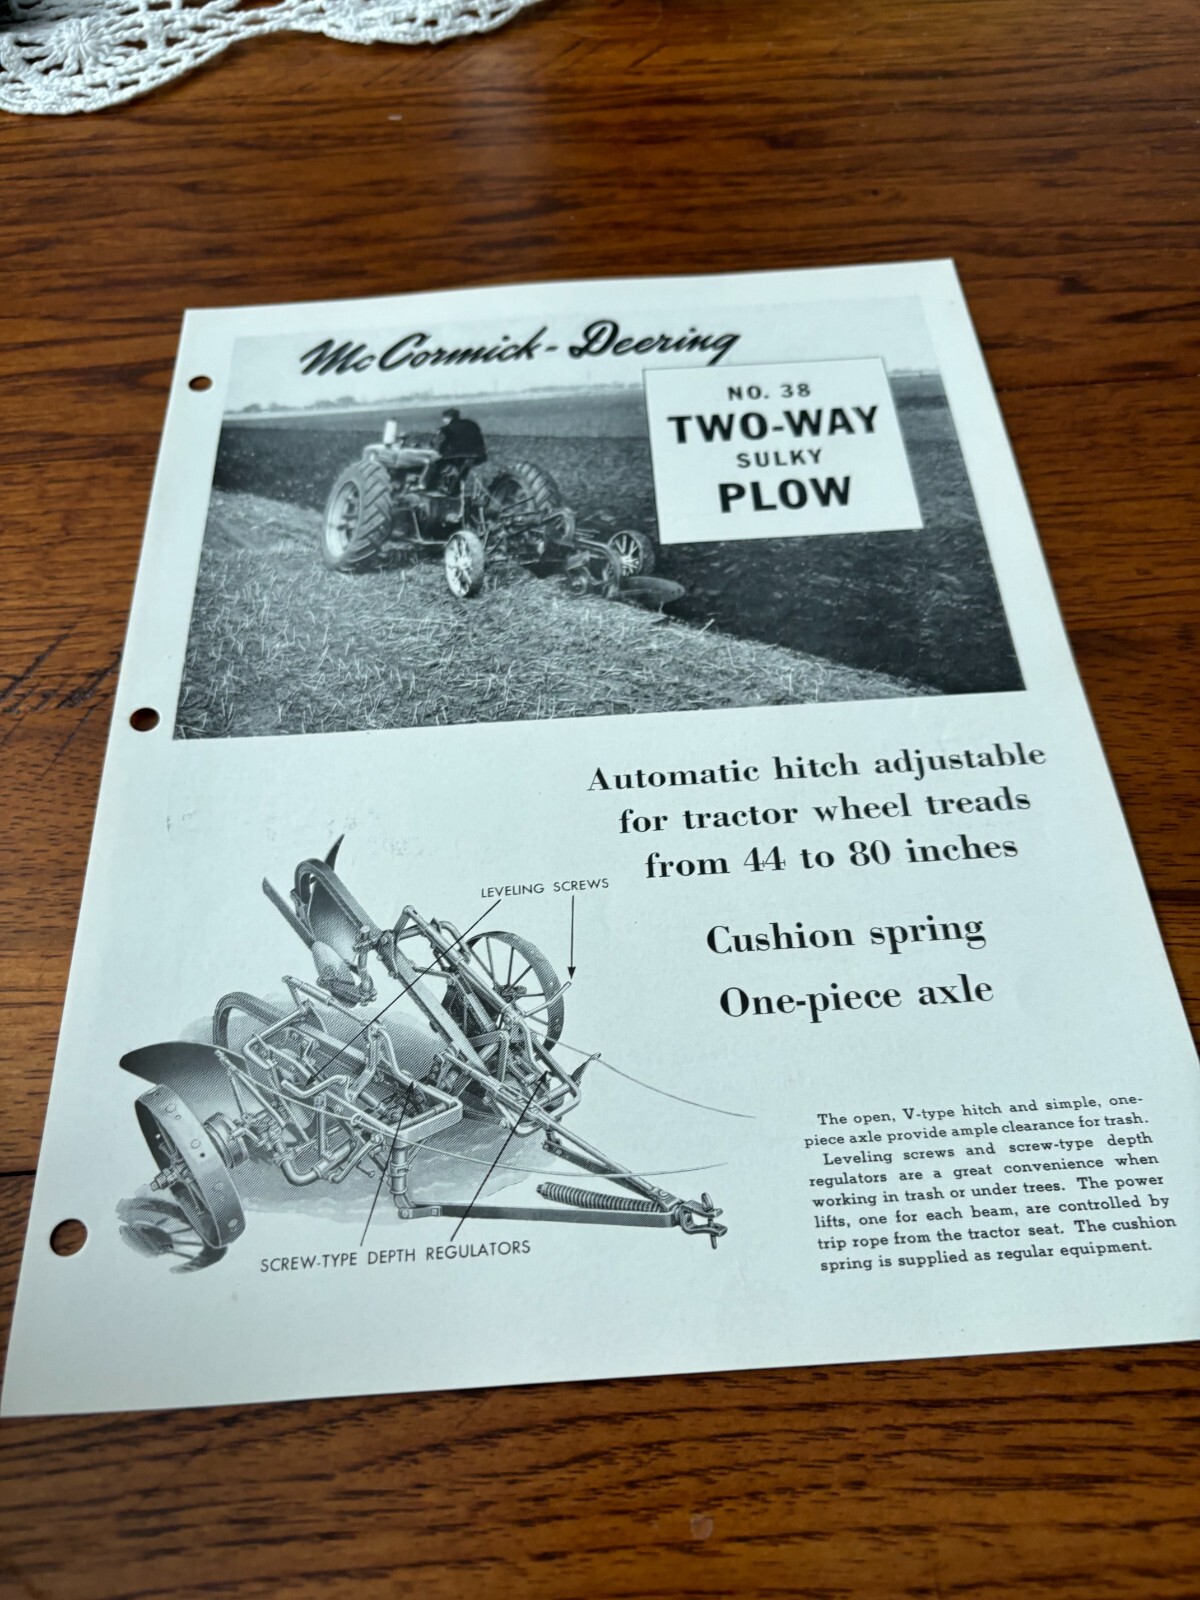 McCormick-Deering
NO. 38
TWO-WAY
SULKY
PLOW
Automatic hitch adjustable
for tractor wheel treads
from 44 to 80 inches
Cushion spring
One-piece axle
LEVELING SCREWS
SCREW-TYPE DEPTH REGULATORS
The open, V-type hitch and simple, one-
piece axle provide ample clearance for trash.
Leveling screws and screw-type depth
regulators are a great convenience when
working in trash or under trees. The power
lifts, one for each beam, are controlled by
trip rope from the tractor seat. The cushion
spring is supplied as regular equipment.